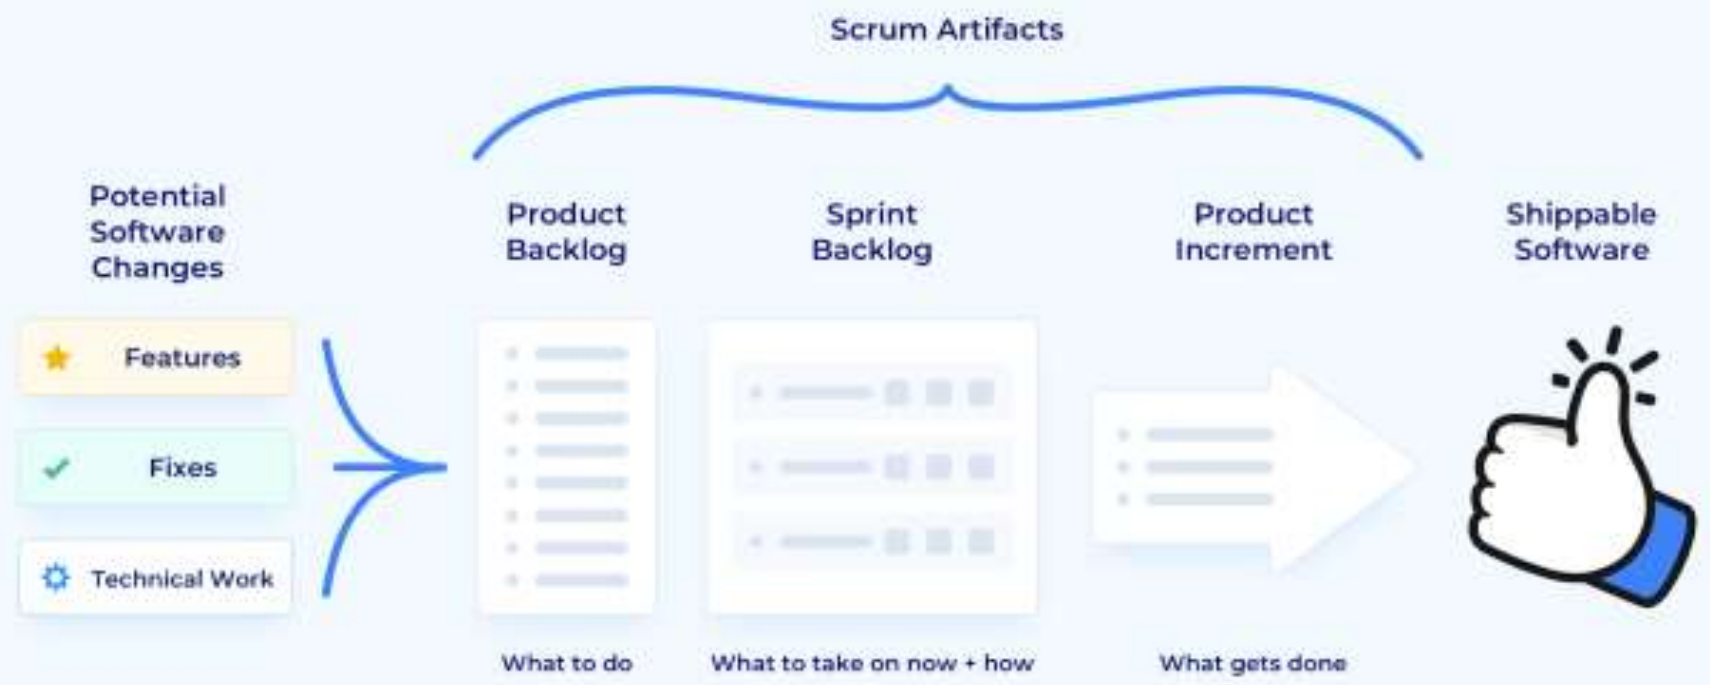 Scrum Artifacts
Potential
Software
Changes
Product
Backlog
Sprint
Backlog
Product
Increment
Shippable
Software
Features
Fixes
Technical Work
What to do
What to take on now + how
What gets done